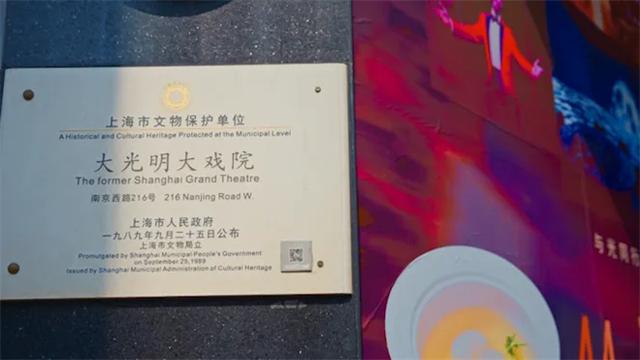 上海市文物保护单位
A Historical and Cultural Heritage Protected at the Municipal Level
大光明大戏院
The former Shanghai Grand Theatre
南京西路216号 216 Nanjing Road W.
上海市人民政府
一九八九年九月二十五日公布
上海市文物局立
Promulgated by Shanghai Municipal People's Government
on September 25,1989
Issued by Shanghai Municipal Administration of Cultural Heritage
与光同